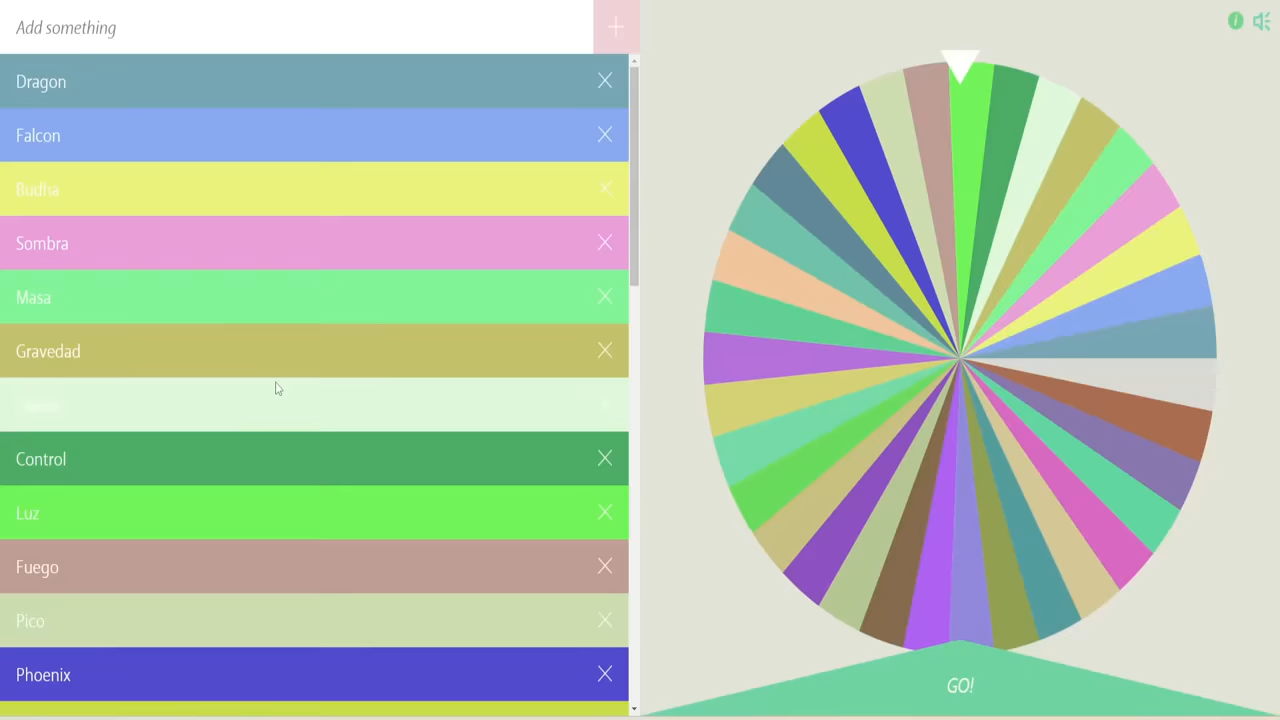 Add something
Dragon
Falcon
Budha
Sombra
Masa
Gravedad
Control
Luz
Fuego
Pico
Phoenix
GO!